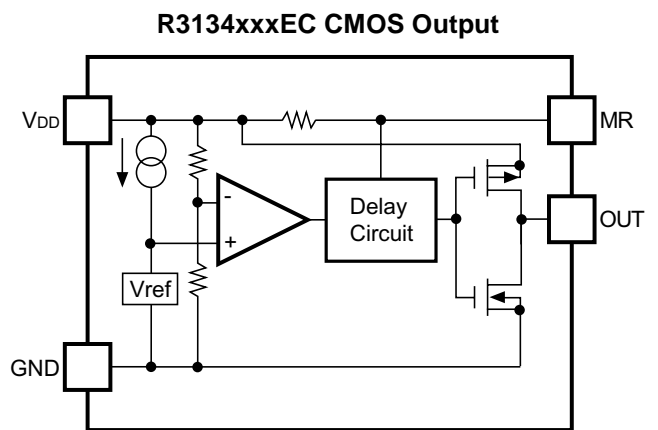 R3134xxxEC CMOS Output
VDD
MR
-
+
Delay
Circuit
OUT
Vref
GND